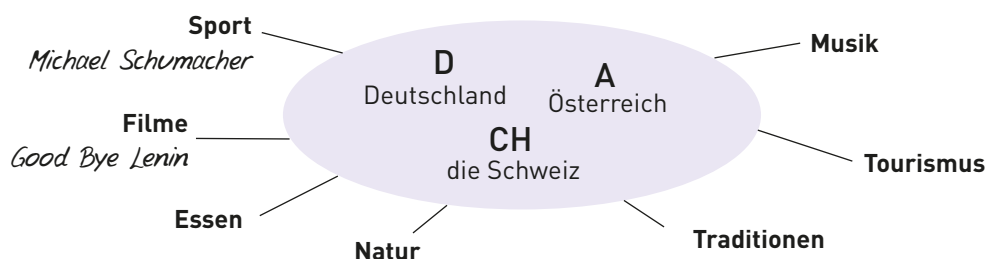 Sport
Michael Schumacher
Filme
Good Bye Lenin
Essen
Natur
D
Deutschland
A
Österreich
CH
die Schweiz
Musik
Tourismus
Traditionen